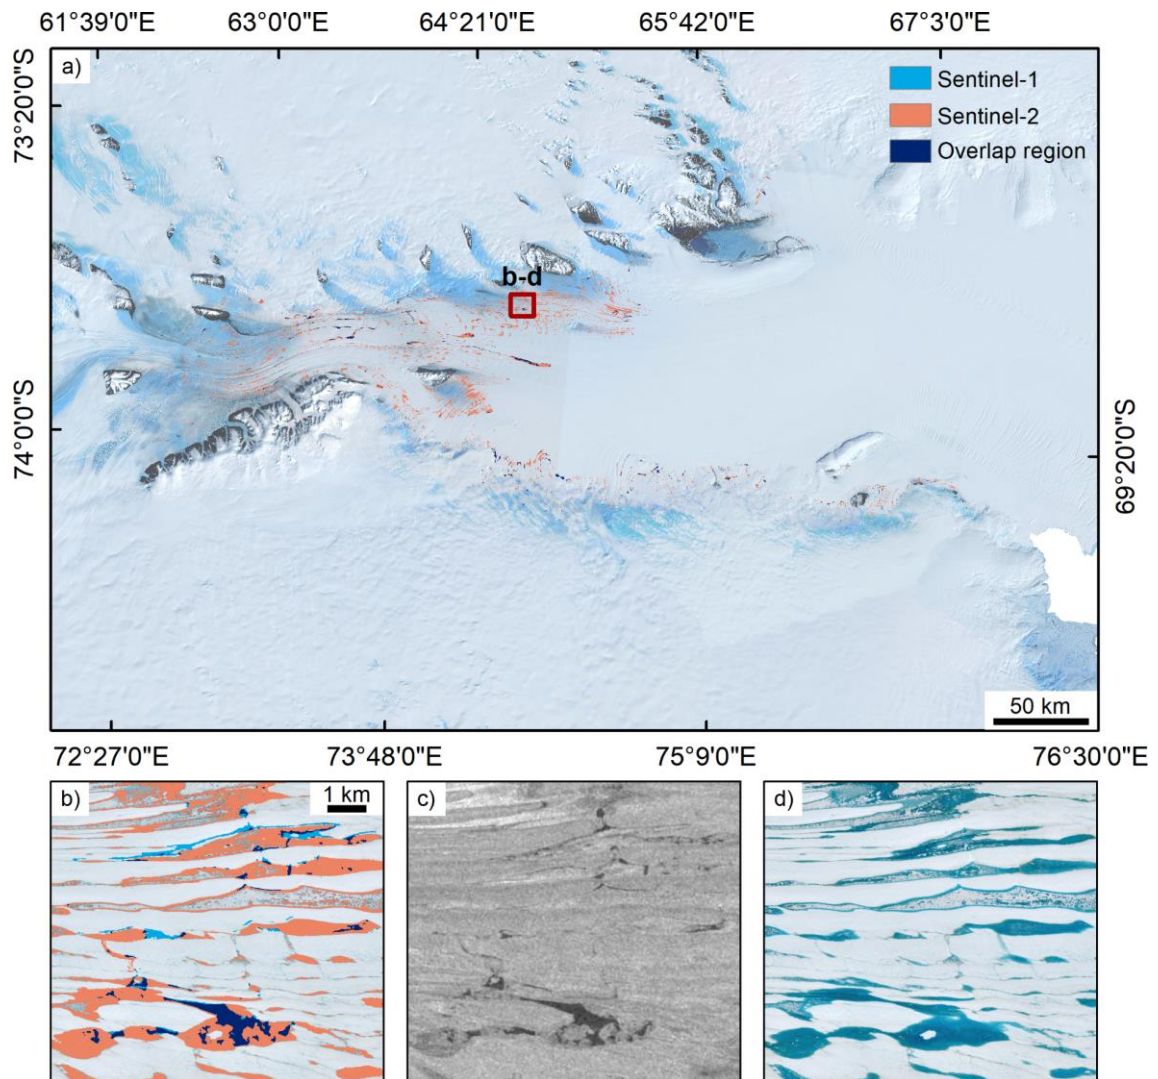 61°39'0"E 63°0'0"E 64°21'0"E 65°42'0"E 67°3'0"E
a)
Sentinel-1
Sentinel-2
Overlap region
73°20'0"S
b-d
74°0'0"S
69°20'0"S
50 km
72°27'0"E 73°48'0"E 75°9'0"E 76°30'0"E
b)
1 km
c)
d)